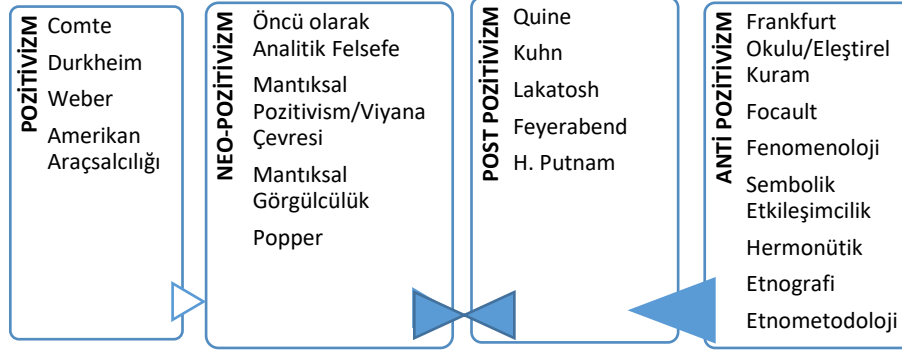 POZİTİVİZM
Comte
Durkheim
Weber
Amerikan
Araçsalcılığı
NEO-POZİTİVİZM
Öncü olarak
Analitik Felsefe
Mantıksal
Pozitivism/Viyana
Çevresi
Mantıksal
Görgülcülük
Popper
POST POZİTİVİZM
Quine
Kuhn
Lakatosh
Feyerabend
H. Putnam
ANTİ POZİTİVİZM
Frankfurt
Okulu/Eleştirel
Kuram
Focault
Fenomenoloji
Sembolik
Etkileşimcilik
Hermonütik
Etnografi
Etnometodoloji